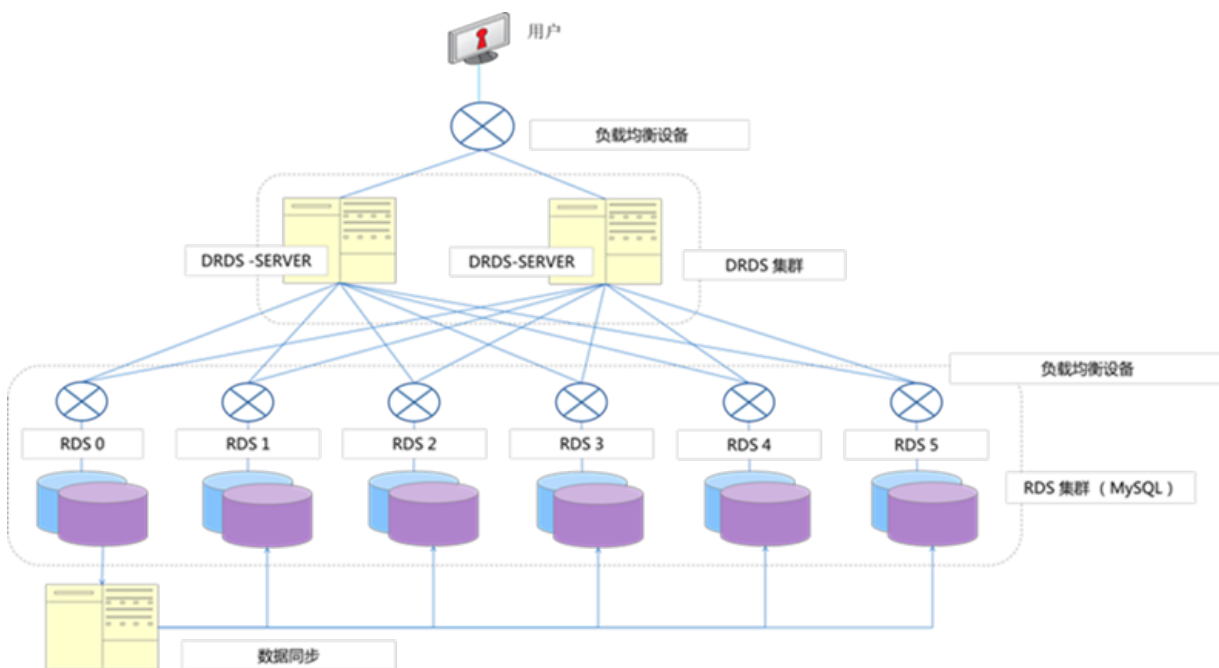 用户
负载均衡设备
DRDS -SERVER
DRDS-SERVER
DRDS 集群
负载均衡设备
RDS 0
RDS 1
RDS 2
RDS 3
RDS 4
RDS 5
RDS 集群 （ MySQL ）
数据同步